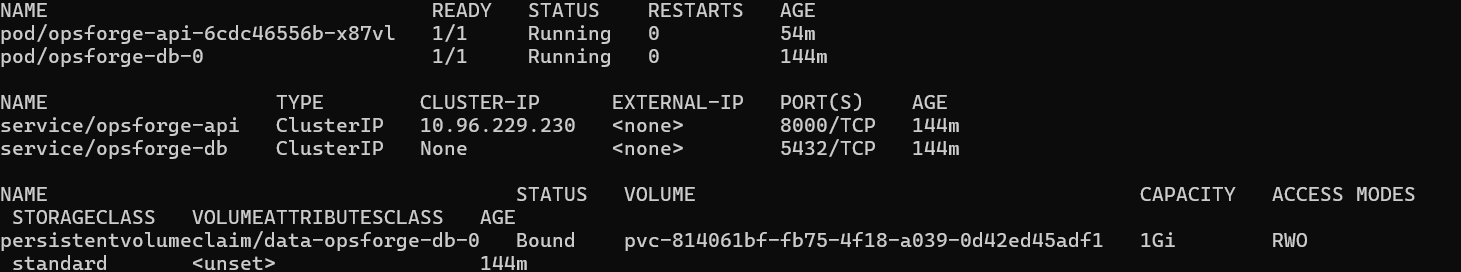 NAME                                READY   STATUS    RESTARTS   AGE
pod/opsforge-api-6cdc46556b-x87vl   1/1     Running   0          54m
pod/opsforge-db-0                   1/1     Running   0          144m

NAME                   TYPE        CLUSTER-IP      EXTERNAL-IP   PORT(S)    AGE
service/opsforge-api   ClusterIP   10.96.229.230   <none>        8000/TCP   144m
service/opsforge-db    ClusterIP   None            <none>        5432/TCP   144m

NAME                                       STATUS   VOLUME                                     CAPACITY   ACCESS MODES
 STORAGECLASS   VOLUMEATTRIBUTESCLASS   AGE
persistentvolumeclaim/data-opsforge-db-0   Bound    pvc-814061bf-fb75-4f18-a039-0d42ed45adf1   1Gi        RWO
 standard       <unset>                 144m